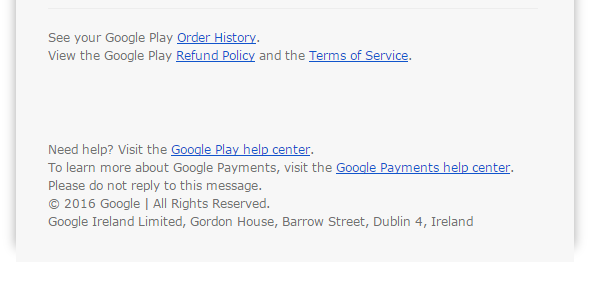 See your Google Play Order History.
View the Google Play Refund Policy and the Terms of Service.
Need help? Visit the Google Play help center.
To learn more about Google Payments, visit the Google Payments help center.
Please do not reply to this message.
© 2016 Google | All Rights Reserved.
Google Ireland Limited, Gordon House, Barrow Street, Dublin 4, Ireland